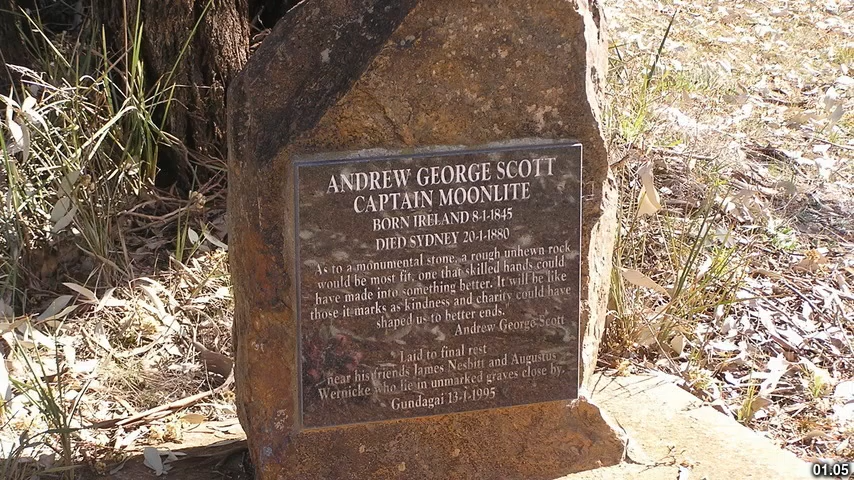 ANDREW GEORGE SCOTT
CAPTAIN MOONLITE
BORN IRELAND 8-1-1845
DIED SYDNEY 20-1-1880
As to a monumental stone, a rough unhewn rock
would be most fit, one that skilled hands could
have made into something better. It will be like
those it marks as kindness and charity could have
shaped us to better ends.
Andrew George Scott
Laid to final rest
near his friends James Nesbitt and Augustus
Wernicke who lie in unmarked graves close by.
Gundagai 13-1-1995
01.05